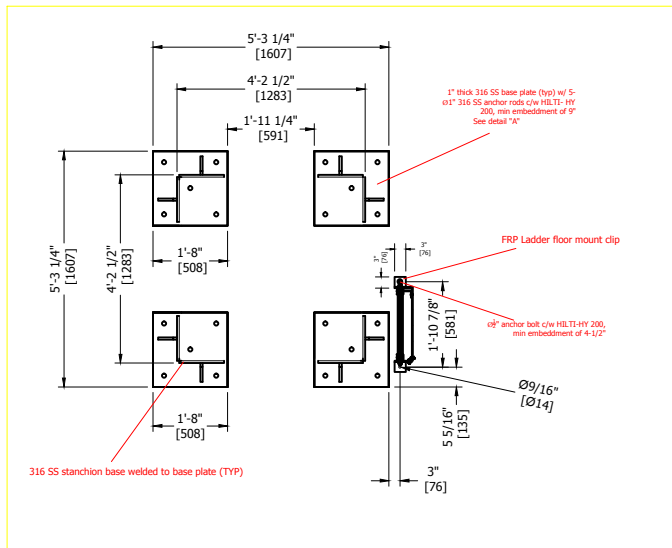 5'-3 1/4"
[1607]
4'-2 1/2"
[1283]
1'-11 1/4"
[591]
1" thick 316 SS base plate (typ) w/ 5-
Ø1" 316 SS anchor rods c/w HILTI- HY
200, min embeddment of 9"
See detail "A"
5'-3 1/4"
[1607]
4'-2 1/2"
[1283]
1'-8"
[508]
3"
[76]
3"
[76]
FRP Ladder floor mount clip
1'-10 7/8"
[581]
Ø½" anchor bolt c/w HILTI-HY 200,
min embeddment of 4-1/2"
Ø9/16"
[Ø14]
5 5/16"
[135]
1'-8"
[508]
3"
[76]
316 SS stanchion base welded to base plate (TYP)